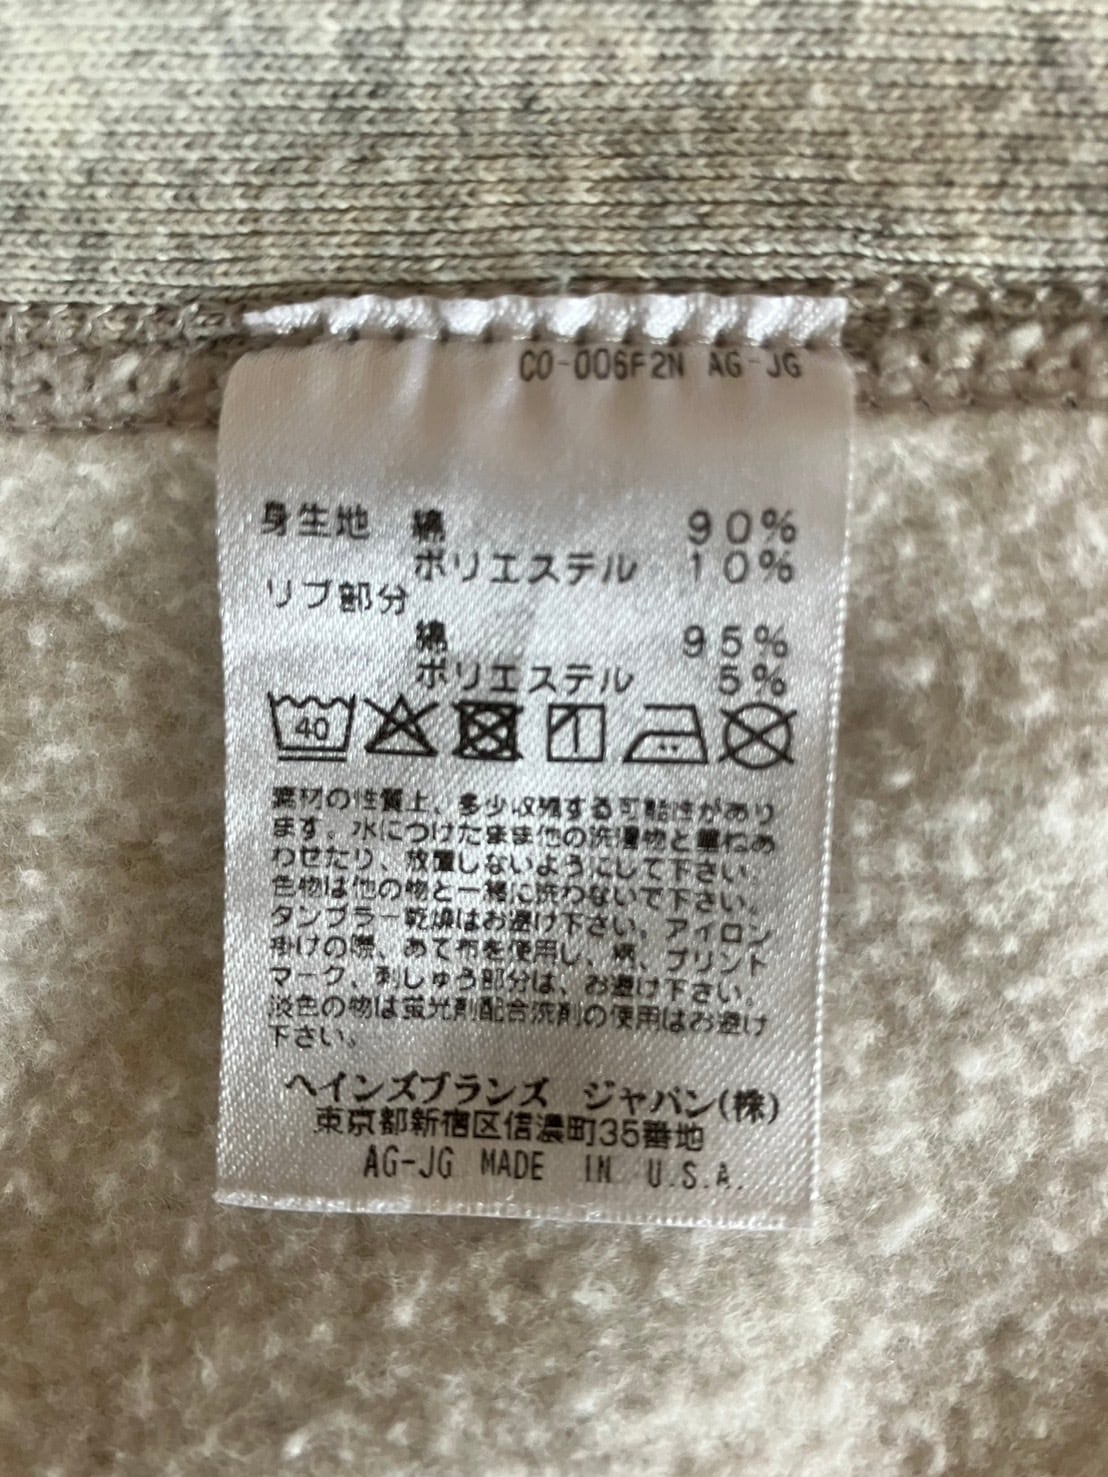 CO-006F2N AG-JG
身生地 綿 90%
ポリエステル 10%
リブ部分
綿 95%
ポリエステル 5%
40
素材の性質上、多少収縮する可能性があり
ます。水につけたまま他の洗濯物と重ねあ
わせたり、放置しないようにして下さい。
色物は他の物と一緒に洗わないで下さい。
タンブラー乾燥はお避け下さい。アイロン
掛けの際、あて布を使用し、柄、プリント
マーク、刺しゅう部分は、お避け下さい。
淡色の物は蛍光剤配合洗剤の使用はお避け
下さい。
ヘインズブランズ ジャパン(株)
東京都新宿区信濃町35番地
AG-JG MADE IN U.S.A.